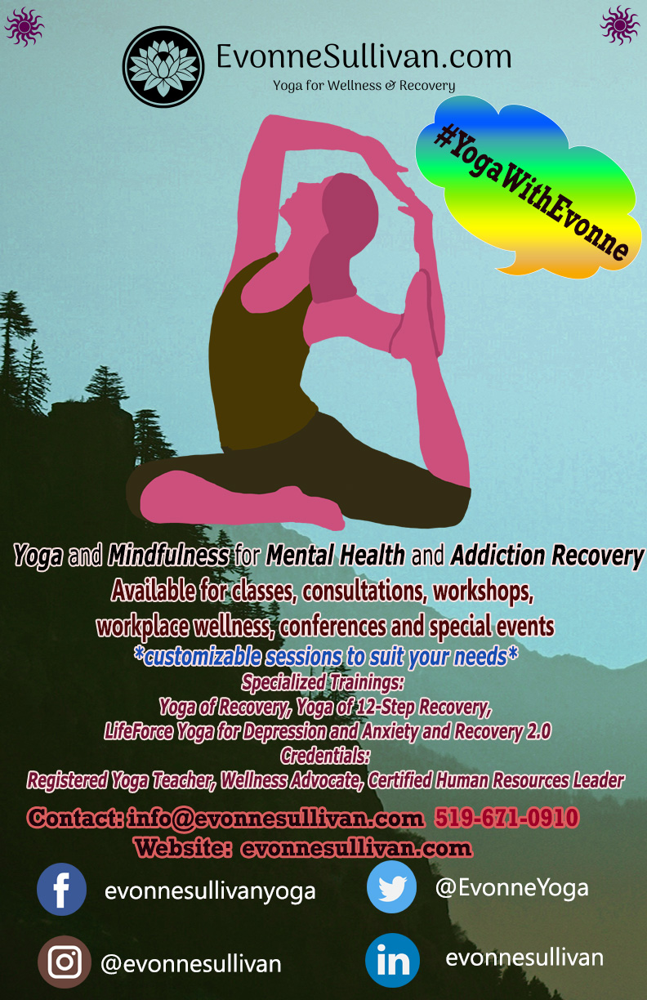 EvonneSullivan.com
Yoga for Wellness & Recovery
#YogaWithEvonne
Yoga and Mindfulness for Mental Health and Addiction Recovery
Available for classes, consultations, workshops,
workplace wellness, conferences and special events
*customizable sessions to suit your needs*
Specialized Trainings:
Yoga of Recovery, Yoga of 12-Step Recovery,
LifeForce Yoga for Depression and Anxiety and Recovery 2.0
Credentials:
Registered Yoga Teacher, Wellness Advocate, Certified Human Resources Leader
Contact: info@evonnesullivan.com 519-671-0910
Website: evonnesullivan.com
evonnesullivanyoga
@EvonneYoga
@evonnesullivan
evonnesullivan